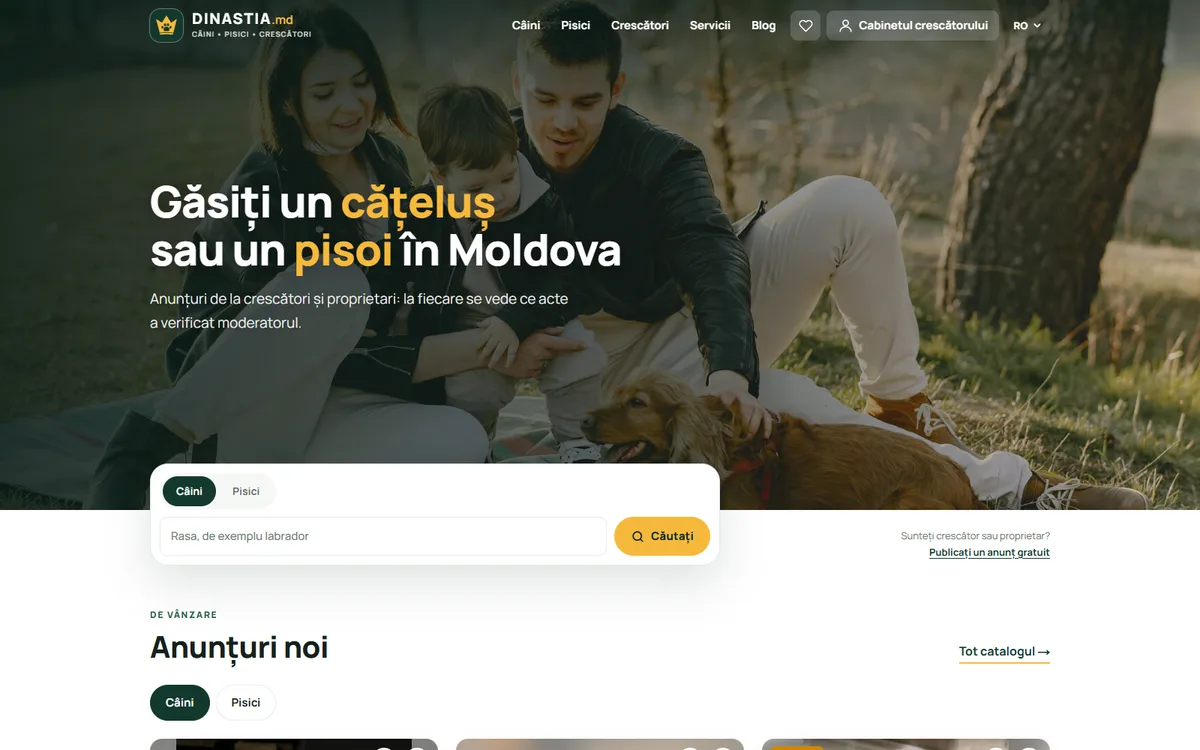 DINASTIA.md
CÂINI • PISICI • CRESCĂTORI
Câini
Pisici
Crescători
Servicii
Blog
Cabinetul crescătorului
RO
Găsiți un cățeluș
sau un pisoi în Moldova
Anunțuri de la crescători și proprietari: la fiecare se vede ce acte
a verificat moderatorul.
Câini
Pisici
Rasa, de exemplu labrador
Căutați
Sunteți crescător sau proprietar?
Publicați un anunț gratuit
DE VÂNZARE
Anunțuri noi
Tot catalogul →
Câini
Pisici